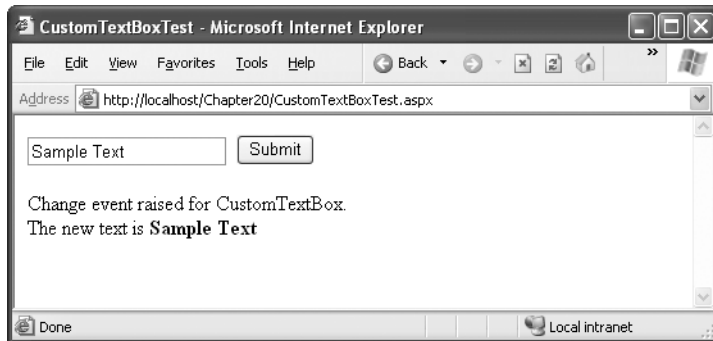 CustomTextBoxTest - Microsoft Internet Explorer
File Edit View Favorites Tools Help Back »
Address http://localhost/Chapter20/CustomTextBoxTest.aspx
Sample Text Submit
Change event raised for CustomTextBox.
The new text is Sample Text
Done Local intranet